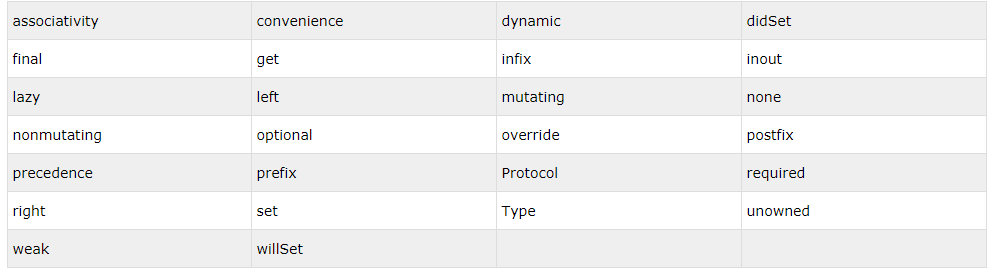 associativity convenience dynamic didSet
final get infix inout
lazy left mutating none
nonmutating optional override postfix
precedence prefix Protocol required
right set Type unowned
weak willSet